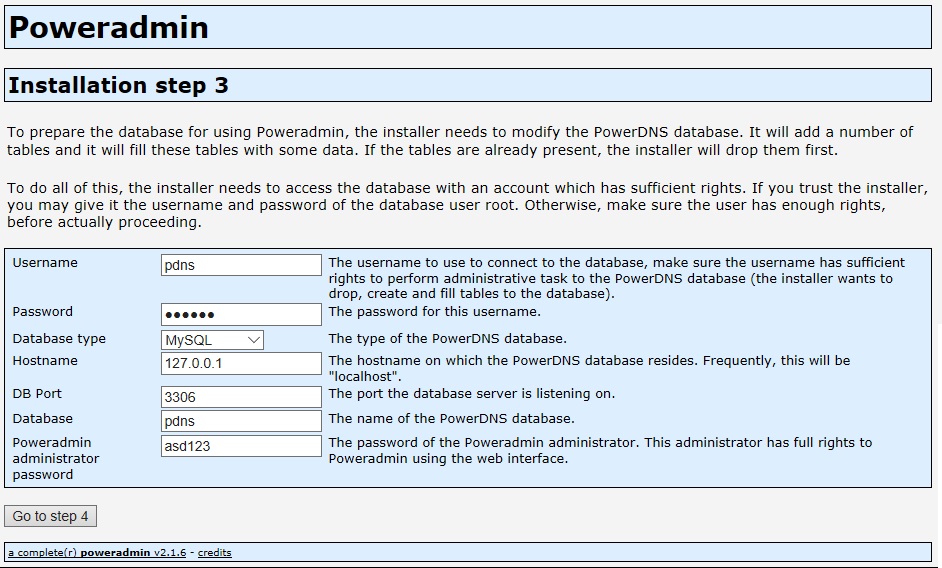 Poweradmin
Installation step 3
To prepare the database for using Poweradmin, the installer needs to modify the PowerDNS database. It will add a number of
tables and it will fill these tables with some data. If the tables are already present, the installer will drop them first.
To do all of this, the installer needs to access the database with an account which has sufficient rights. If you trust the installer,
you may give it the username and password of the database user root. Otherwise, make sure the user has enough rights,
before actually proceeding.
Username
pdns
The username to use to connect to the database, make sure the username has sufficient
rights to perform administrative task to the PowerDNS database (the installer wants to
drop, create and fill tables to the database).
Password
●●●●●●
The password for this username.
Database type
MySQL
The type of the PowerDNS database.
Hostname
127.0.0.1
The hostname on which the PowerDNS database resides. Frequently, this will be
"localhost".
DB Port
3306
The port the database server is listening on.
Database
pdns
The name of the PowerDNS database.
Poweradmin
administrator
password
asd123
The password of the Poweradmin administrator. This administrator has full rights to
Poweradmin using the web interface.
Go to step 4
a complete(r) poweradmin v2.1.6 - credits